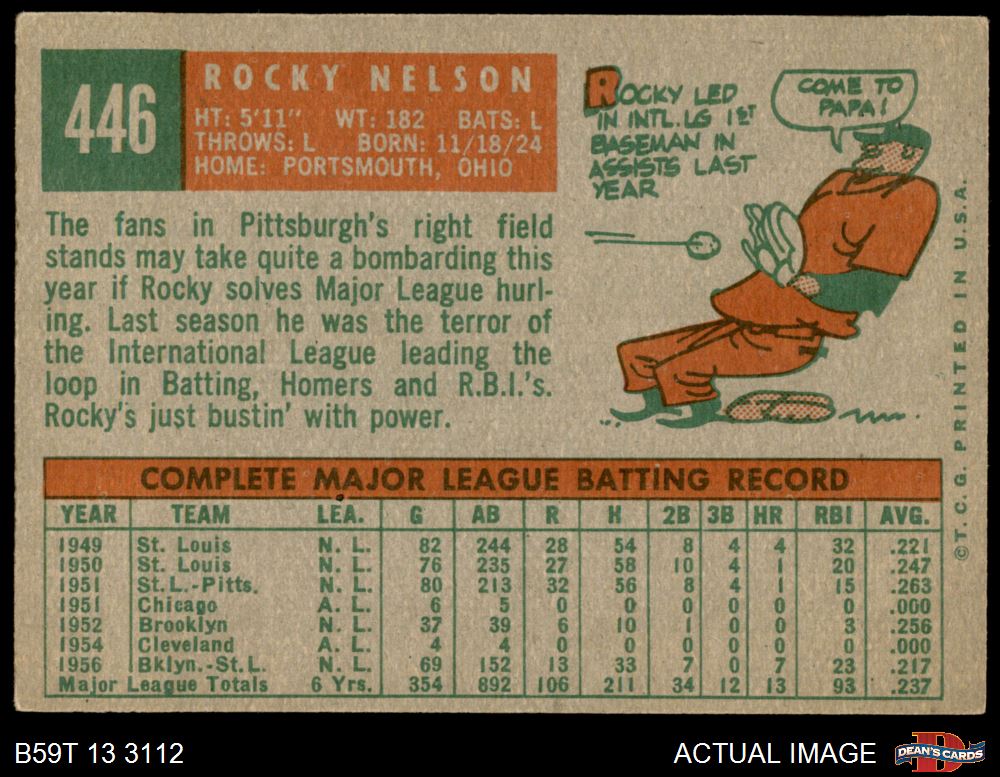 446
ROCKY NELSON
HT: 5'11" WT: 182 BATS: L
THROWS: L BORN: 11/18/24
HOME: PORTSMOUTH, OHIO
ROCKY LED
IN INTL. LG 1ST
BASEMAN IN
ASSISTS LAST
YEAR
COME TO
PAPA!
The fans in Pittsburgh's right field
stands may take quite a bombarding this
year if Rocky solves Major League hurl-
ing. Last season he was the terror of
the International League leading the
loop in Batting, Homers and R.B.I.'s.
Rocky's just bustin' with power.
COMPLETE MAJOR LEAGUE BATTING RECORD
YEAR TEAM LEA. G AB R H 2B 3B HR RBI AVG.
1949 St. Louis N. L. 82 244 28 54 8 4 4 32 .221
1950 St. Louis N. L. 76 235 27 58 10 4 1 20 .247
1951 St.L.-Pitts. N. L. 80 213 32 56 8 4 1 15 .263
1951 Chicago A. L. 6 5 0 0 0 0 0 0 .000
1952 Brooklyn N. L. 37 39 6 10 1 0 0 3 .256
1954 Cleveland A. L. 4 4 0 0 0 0 0 0 .000
1956 Bklyn.-St.L. N. L. 69 152 13 33 7 0 7 23 .217
Major League Totals 6 Yrs. 354 892 106 211 34 12 13 93 .237
©T.C.G. PRINTED IN U.S.A.
B59T 13 3112
ACTUAL IMAGE
DEAN'S CARDS